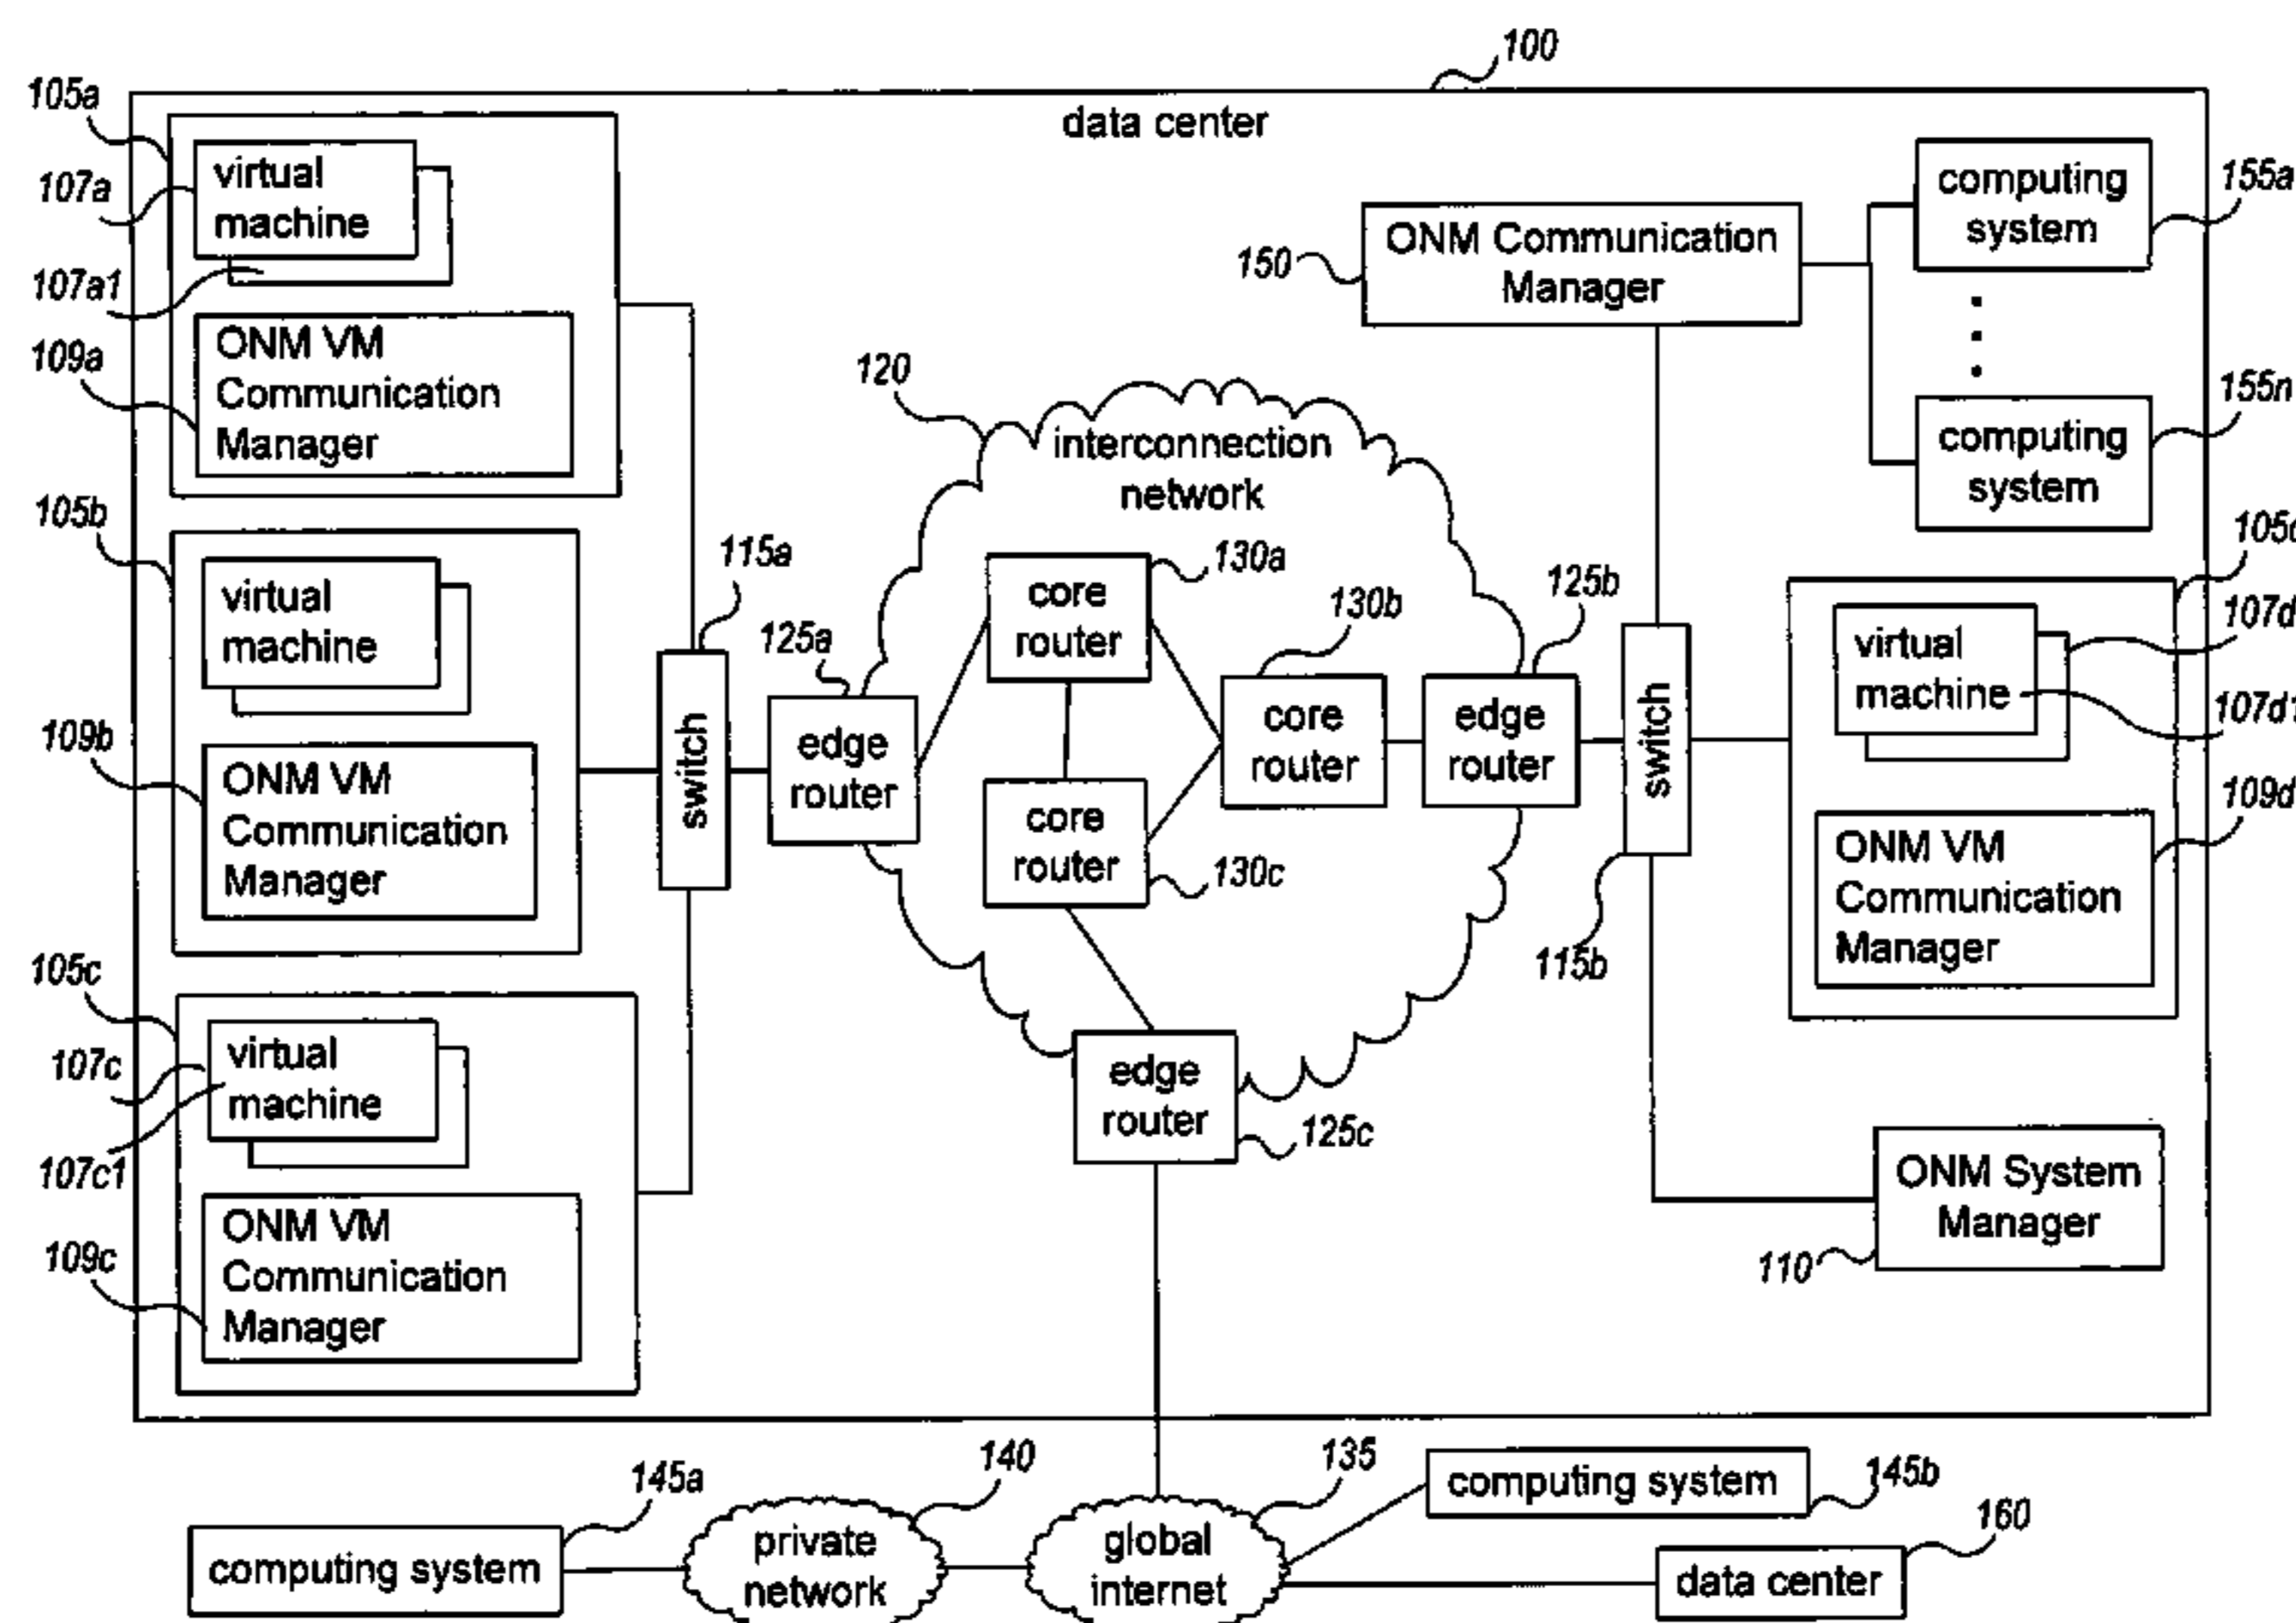 100
data center
105a
virtual
machine
107a
107a1
ONM VM
Communication
Manager
109a
105b
virtual
machine
ONM VM
Communication
Manager
109b
105c
virtual
machine
107c
107c1
ONM VM
Communication
Manager
109c
115a
switch
120
interconnection
network
125a
edge
router
130a
core
router
130b
core
router
core
router
130c
125b
edge
router
edge
router
125c
switch
115b
150
ONM Communication
Manager
computing
system
155a
computing
system
155n
virtual
machine
107d
107d1
ONM VM
Communication
Manager
109d
ONM System
Manager
110
145a
computing system
140
private
network
135
global
internet
computing system
145b
160
data center